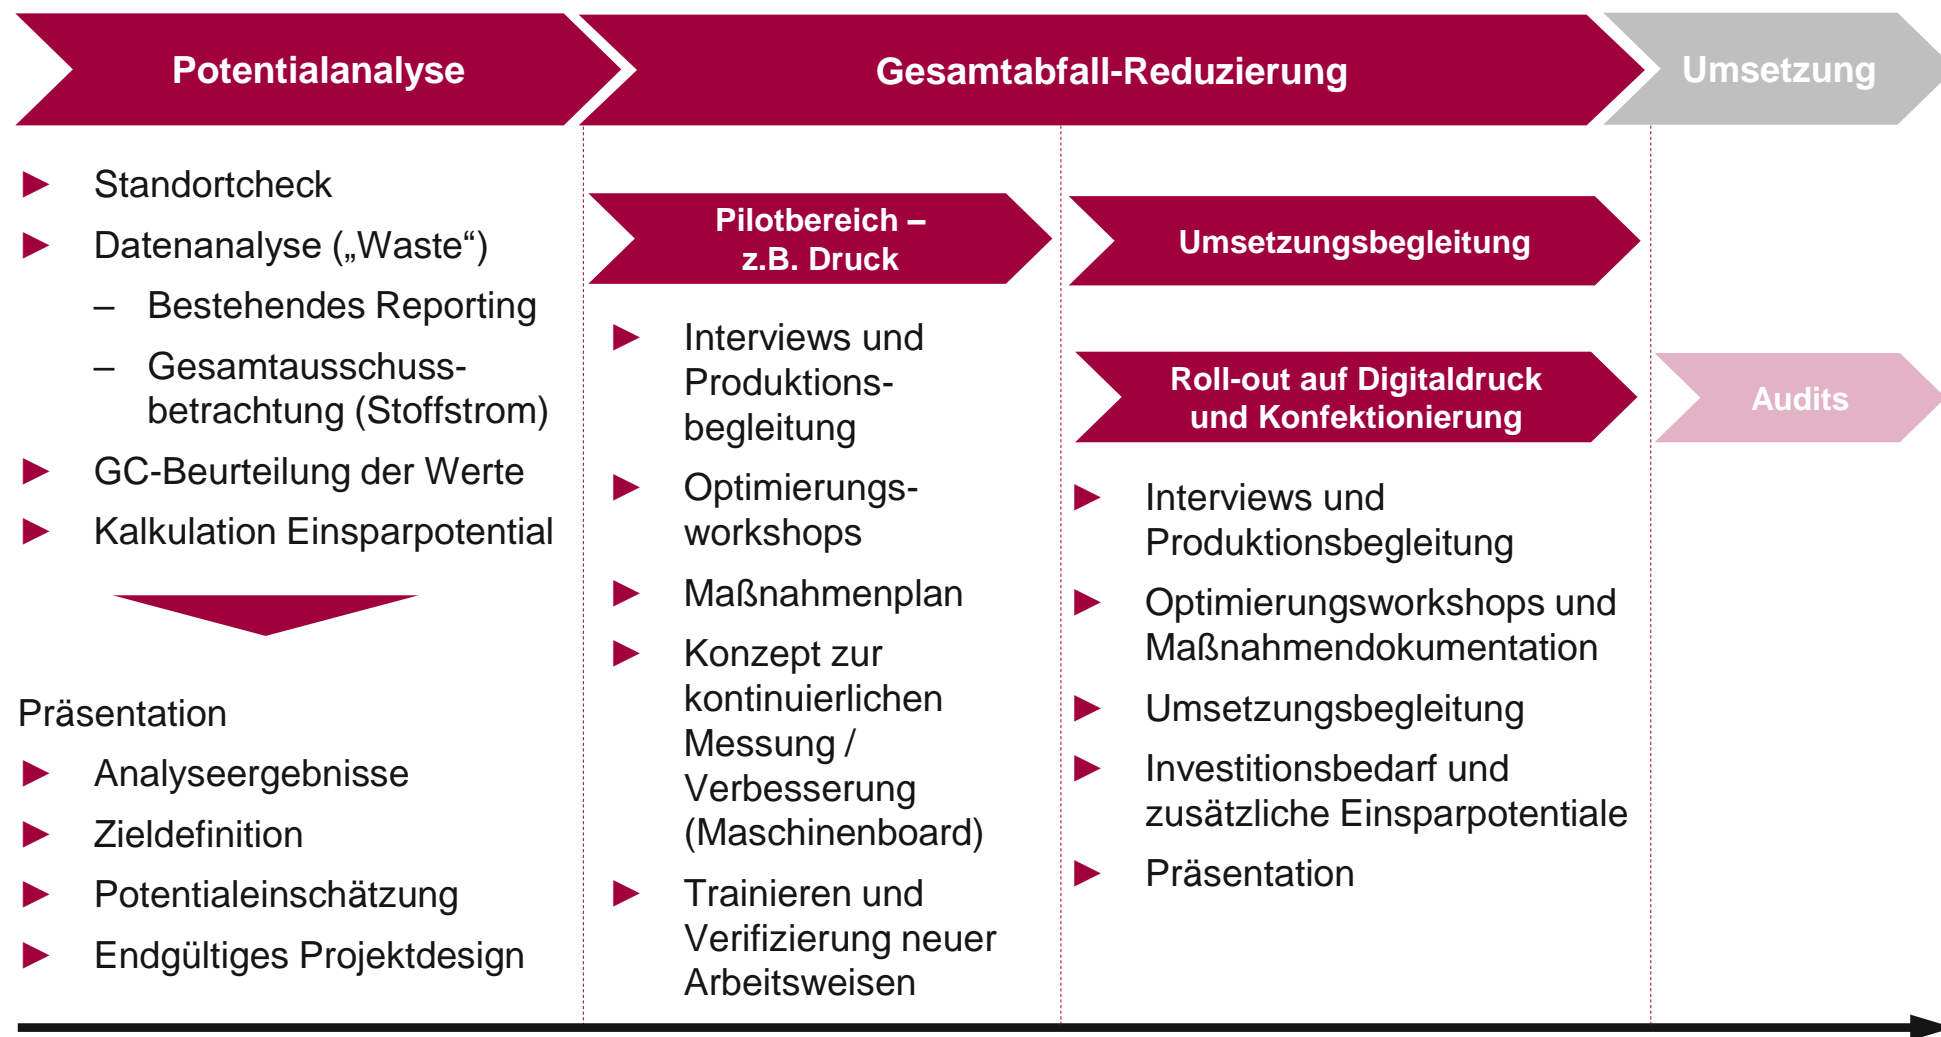 Potentialanalyse
Gesamtabfall-Reduzierung
Umsetzung
Standortcheck
Datenanalyse („Waste“)
– Bestehendes Reporting
– Gesamtausschuss-
betrachtung (Stoffstrom)
GC-Beurteilung der Werte
Kalkulation Einsparpotential
Präsentation
Analyseergebnisse
Zieldefinition
Potentialeinschätzung
Endgültiges Projektdesign
Pilotbereich –
z.B. Druck
Interviews und
Produktions-
begleitung
Optimierungs-
workshops
Maßnahmenplan
Konzept zur
kontinuierlichen
Messung /
Verbesserung
(Maschinenboard)
Trainieren und
Verifizierung neuer
Arbeitsweisen
Umsetzungsbegleitung
Roll-out auf Digitaldruck
und Konfektionierung
Interviews und
Produktionsbegleitung
Optimierungsworkshops und
Maßnahmendokumentation
Umsetzungsbegleitung
Investitionsbedarf und
zusätzliche Einsparpotentiale
Präsentation
Audits